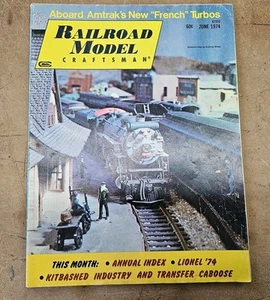 Aboard Amtrak's New "French" Turbos
RAILROAD
MODEL
CRAFTSMAN
60¢ JUNE 1974
THIS MONTH: • ANNUAL INDEX • LIONEL '74
• KITBASHED INDUSTRY AND TRANSFER CABOOSE